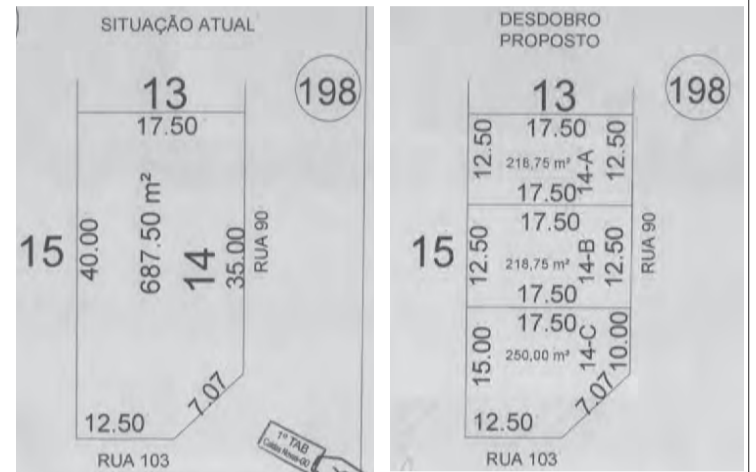 SITUAÇÃO ATUAL
13
198
17.50
15
40.00
687.50 m²
14
35.00
RUA 90
12.50
7.07
RUA 103
1º TAB
DESDOBRO
PROPOSTO
13
198
17.50
12.50
218,75 m²
14-A
12.50
17.50
15
17.50
12.50
218,75 m²
14-B
12.50
RUA 90
17.50
17.50
15.00
250,00 m²
14-C
10.00
7.07
12.50
RUA 103